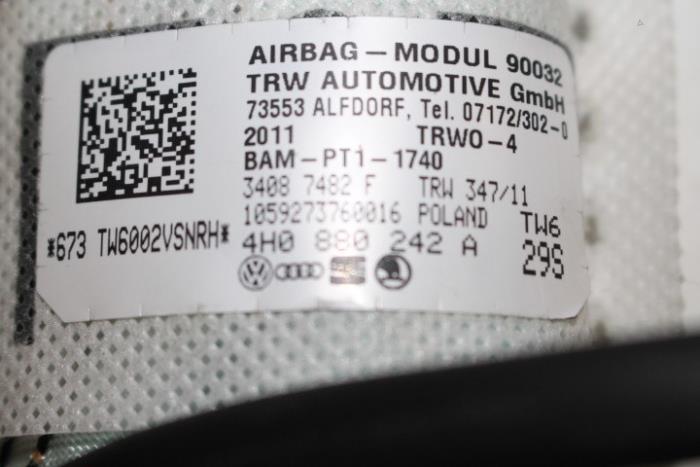 AIRBAG-MODUL 90032
TRW AUTOMOTIVE GmbH
73553 ALFDORF, Tel. 07172/302-0
2011 TRWO-4
BAM-PT1-1740
3408 7482 F TRW 347/11
1059273760016 POLAND TW6
*673 TW6002VSNRH*
4H0 880 242 A 29S